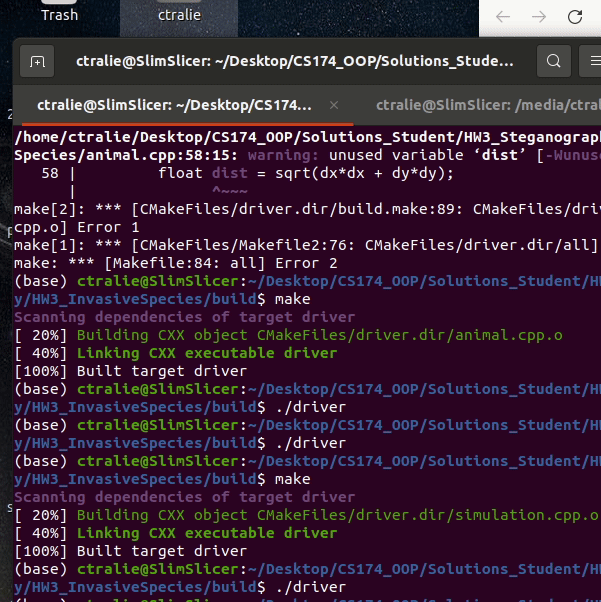 Trash
ctralie
ctralie@SlimSlicer: ~/Desktop/CS174_OOP/Solutions_Stude…
ctralie@SlimSlicer: ~/Desktop/CS174… × ctralie@SlimSlicer: /media/ctral
/home/ctralie/Desktop/CS174_OOP/Solutions_Student/HW3_Steganograp
Species/animal.cpp:58:15: warning: unused variable ‘dist’ [-Wunus
58 | float dist = sqrt(dx*dx + dy*dy);
| ^~~~
make[2]: *** [CMakeFiles/driver.dir/build.make:89: CMakeFiles/driv
cpp.o] Error 1
make[1]: *** [CMakeFiles/Makefile2:76: CMakeFiles/driver.dir/all]
make: *** [Makefile:84: all] Error 2
(base) ctralie@SlimSlicer:~/Desktop/CS174_OOP/Solutions_Student/H
y/HW3_InvasiveSpecies/build$ make
Scanning dependencies of target driver
[ 20%] Building CXX object CMakeFiles/driver.dir/animal.cpp.o
[ 40%] Linking CXX executable driver
[100%] Built target driver
(base) ctralie@SlimSlicer:~/Desktop/CS174_OOP/Solutions_Student/H
y/HW3_InvasiveSpecies/build$ ./driver
(base) ctralie@SlimSlicer:~/Desktop/CS174_OOP/Solutions_Student/H
y/HW3_InvasiveSpecies/build$ ./driver
(base) ctralie@SlimSlicer:~/Desktop/CS174_OOP/Solutions_Student/H
y/HW3_InvasiveSpecies/build$ make
Scanning dependencies of target driver
[ 20%] Building CXX object CMakeFiles/driver.dir/simulation.cpp.o
[ 40%] Linking CXX executable driver
[100%] Built target driver
(base) ctralie@SlimSlicer:~/Desktop/CS174_OOP/Solutions_Student/H
y/HW3_InvasiveSpecies/build$ ./driver